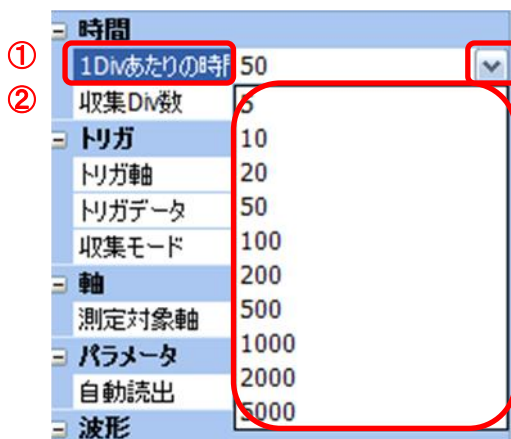 時間
① 1Divあたりの時間 50
② 収集Div数 5
トリガ 10
トリガ軸 20
トリガデータ 50
収集モード 100
軸 200
測定対象軸 500
パラメータ 1000
自動読出 2000
波形 5000